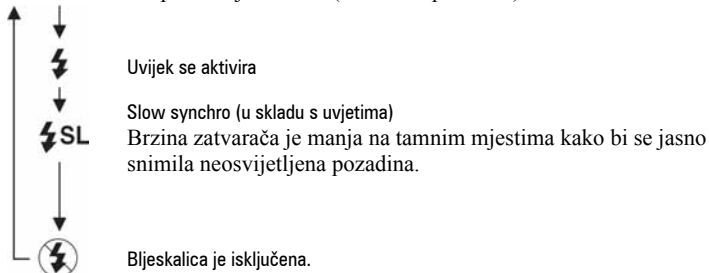 Uvijek se aktivira
Slow synchro (u skladu s uvjetima)
SL
Brzina zatvarača je manja na tamnim mjestima kako bi se jasno
snimila neosvijetljena pozadina.
Bljeskalica je isključena.